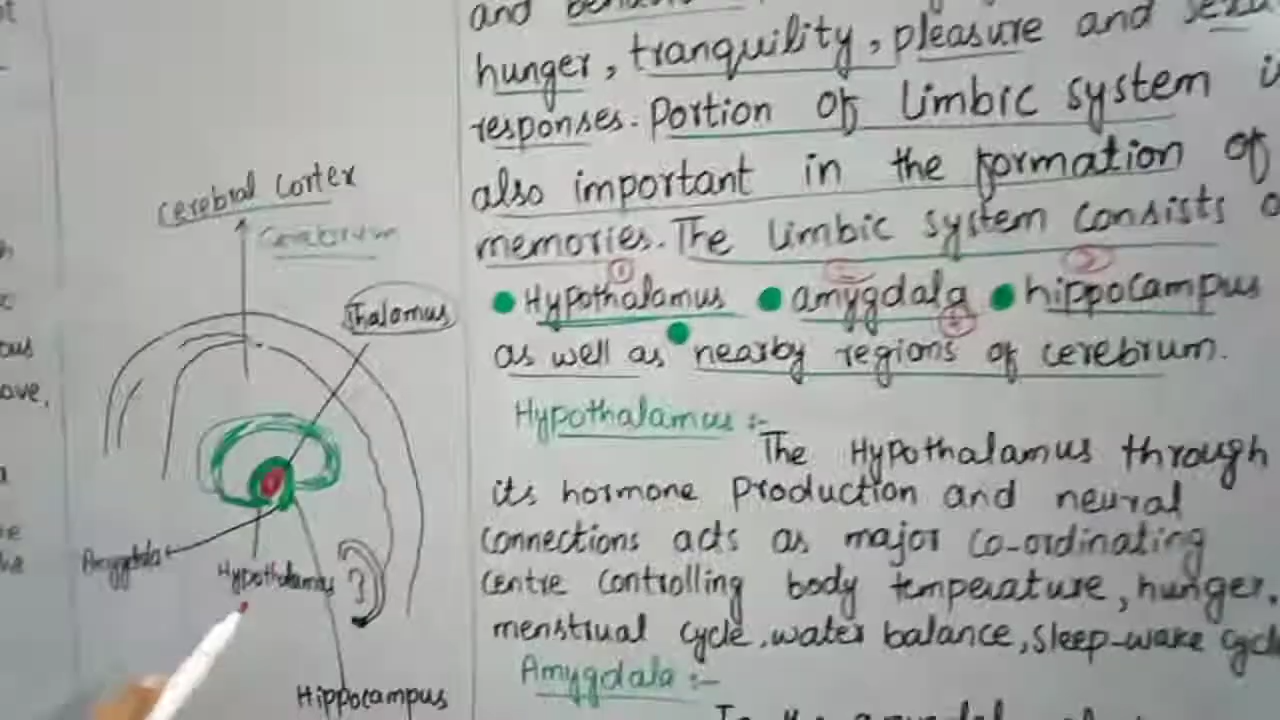 and
hunger, tranquility, pleasure and
responses. Portion of limbic system
also important in the formation of
memories. The limbic system consists
Hypothalamus amygdala hippocampus
as well as nearby regions of cerebrum.
Hypothalamus :-
The Hypothalamus through
its hormone production and neural
connections acts as major co-ordinating
centre controlling body temperature, hunger,
menstrual cycle, water balance, sleep-wake
Amygdala :-
cerebral cortex
Cerebrum
Thalamus
Amygdala
Hypothalamus
Hippocampus
ove,